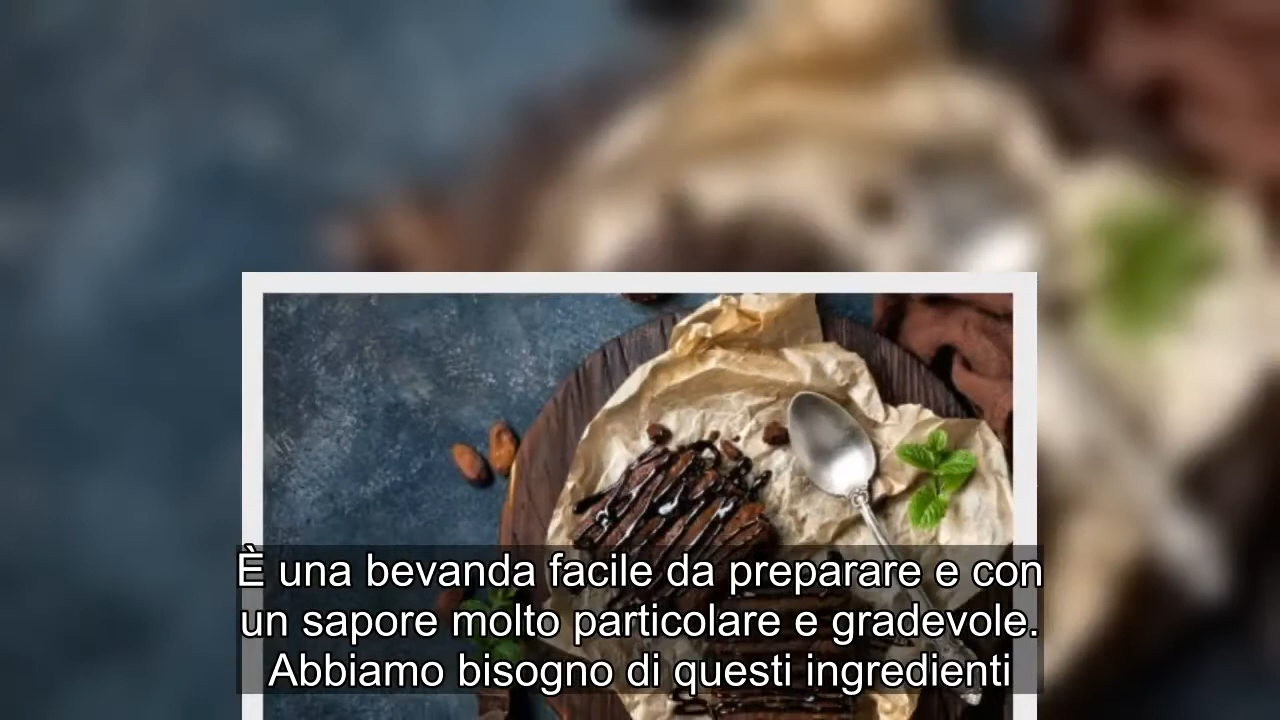 È una bevanda facile da preparare e con
un sapore molto particolare e gradevole.
Abbiamo bisogno di questi ingredienti